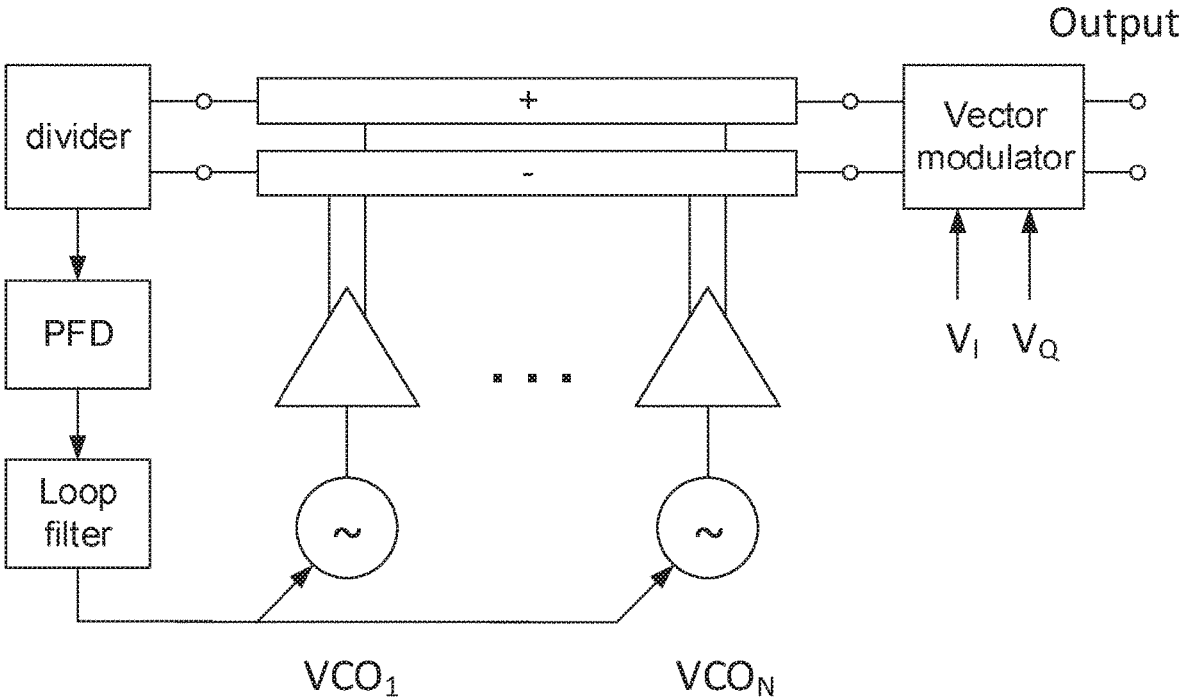 Output
+
divider
Vector
modulator
-
PFD
V_I V_Q
. . .
Loop
filter
~ ~
VCO_1 VCO_N